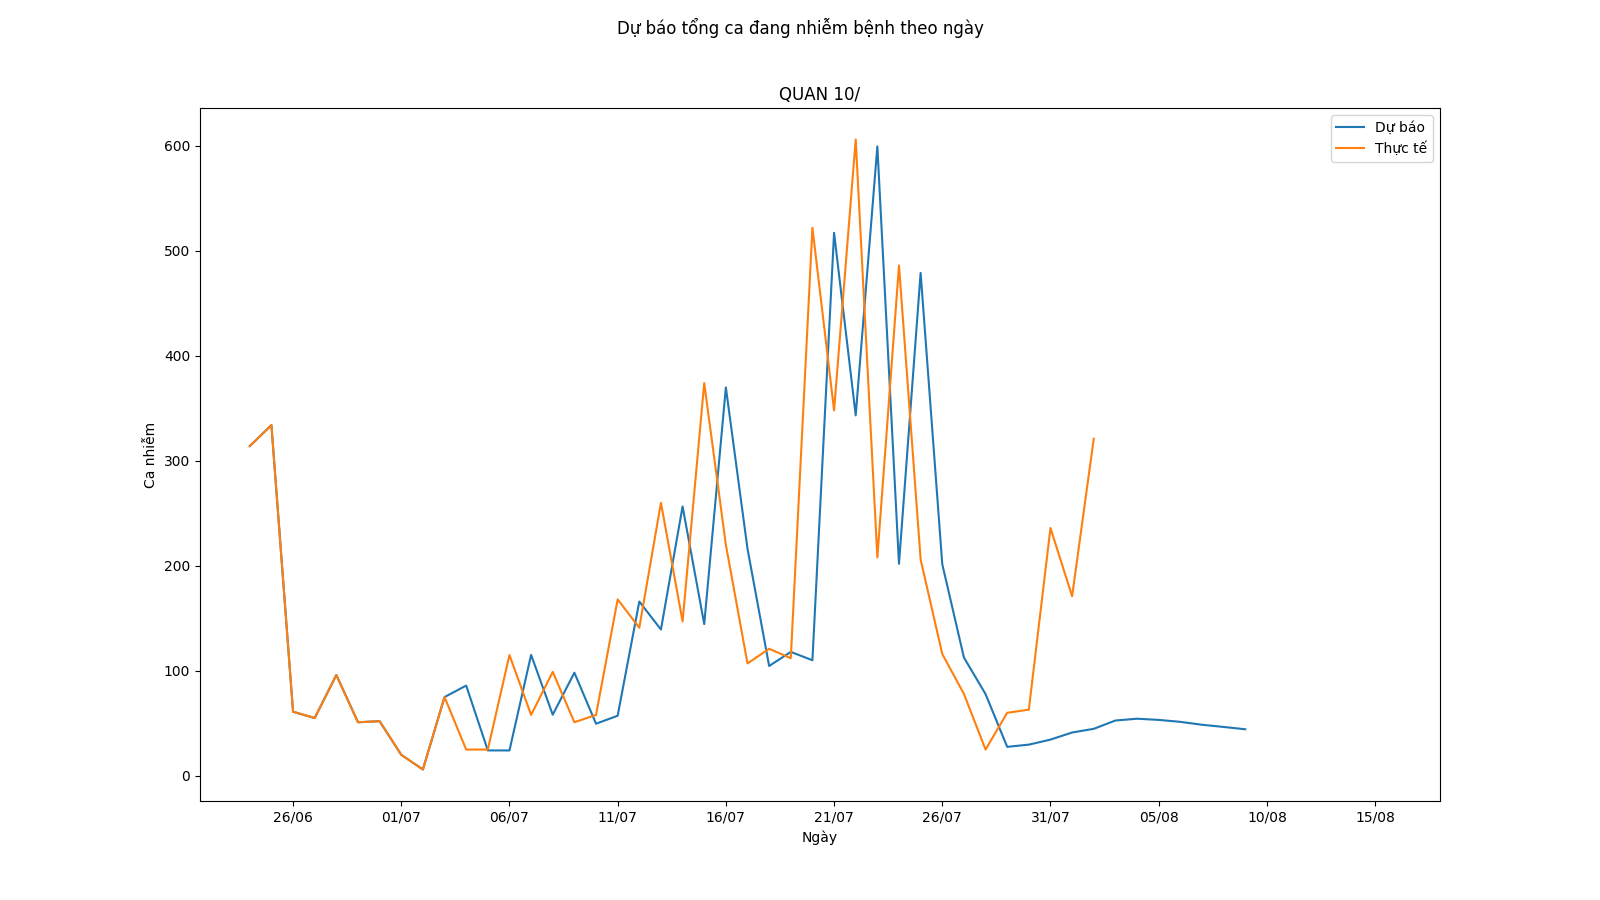 Dự báo tổng ca đang nhiễm bệnh theo ngày
QUAN 10/
Dự báo
Thực tế
600
500
400
300
200
100
0
Ca nhiễm
26/06 01/07 06/07 11/07 16/07 21/07 26/07 31/07 05/08 10/08 15/08
Ngày